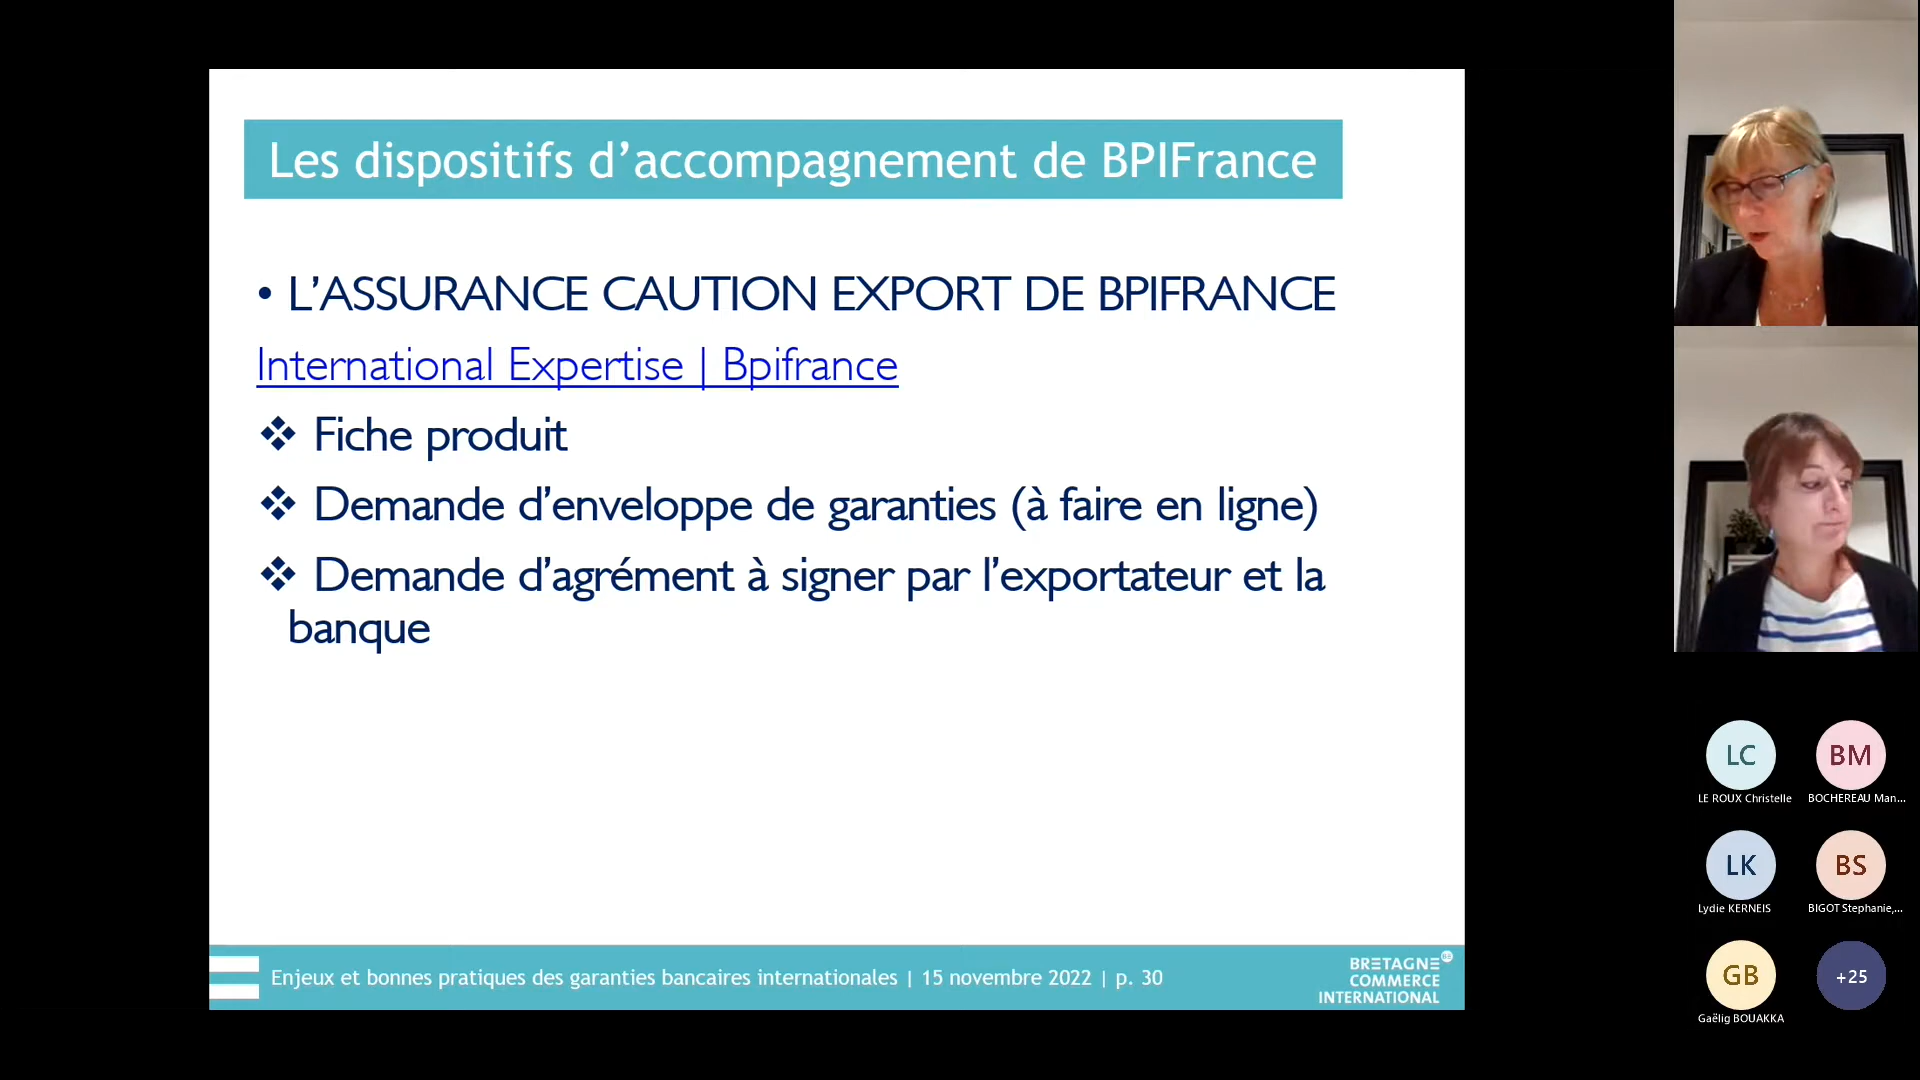 Les dispositifs d’accompagnement de BPIFrance
• L’ASSURANCE CAUTION EXPORT DE BPIFRANCE
International Expertise | Bpifrance
❖ Fiche produit
❖ Demande d’enveloppe de garanties (à faire en ligne)
❖ Demande d’agrément à signer par l’exportateur et la
banque
Enjeux et bonnes pratiques des garanties bancaires internationales | 15 novembre 2022 | p. 30
BRETAGNE
COMMERCE
INTERNATIONAL
LC
LE ROUX Christelle
BM
BOCHEREAU Man...
LK
Lydie KERNEIS
BS
BIGOT Stephanie,...
GB
Gaëlig BOUAKKA
+25